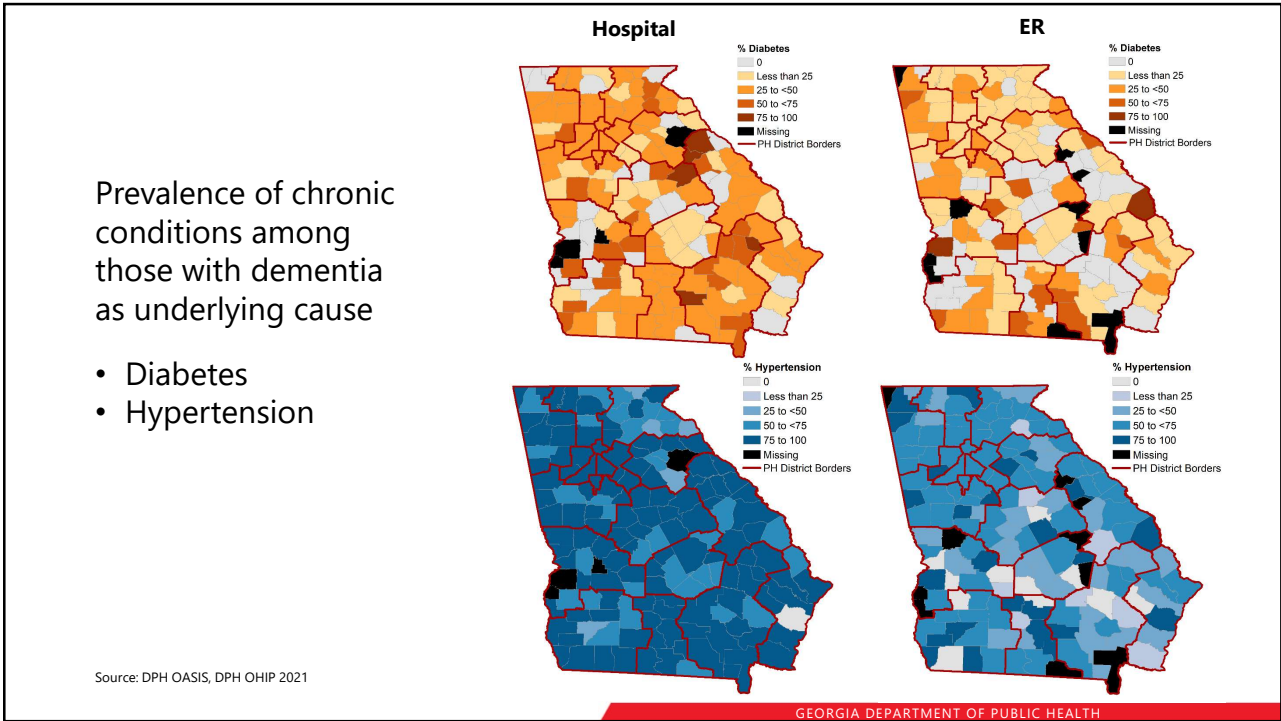 Hospital
ER
% Diabetes
0
Less than 25
25 to <50
50 to <75
75 to 100
Missing
PH District Borders
% Diabetes
0
Less than 25
25 to <50
50 to <75
75 to 100
Missing
PH District Borders
Prevalence of chronic
conditions among
those with dementia
as underlying cause
• Diabetes
• Hypertension
% Hypertension
0
Less than 25
25 to <50
50 to <75
75 to 100
Missing
PH District Borders
% Hypertension
0
Less than 25
25 to <50
50 to <75
75 to 100
Missing
PH District Borders
Source: DPH OASIS, DPH OHIP 2021
GEORGIA DEPARTMENT OF PUBLIC HEALTH